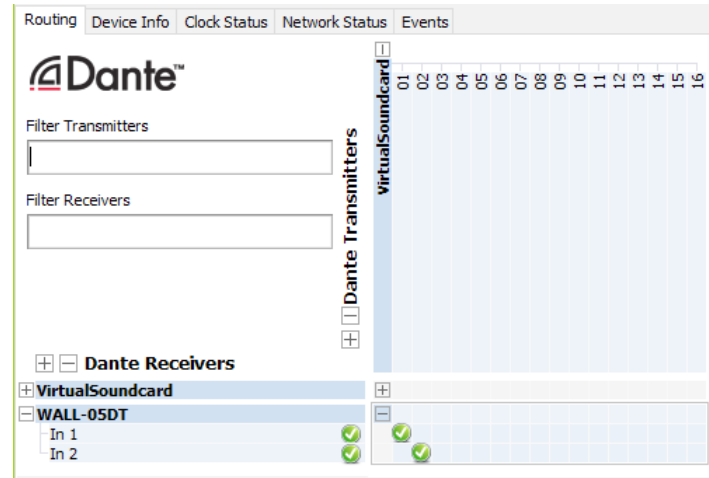 Routing Device Info Clock Status Network Status Events
Dante™
Filter Transmitters
Filter Receivers
Dante Transmitters
VirtualSoundcard
01 02 03 04 05 06 07 08 09 10 11 12 13 14 15 16
Dante Receivers
VirtualSoundcard
WALL-05DT
In 1
In 2